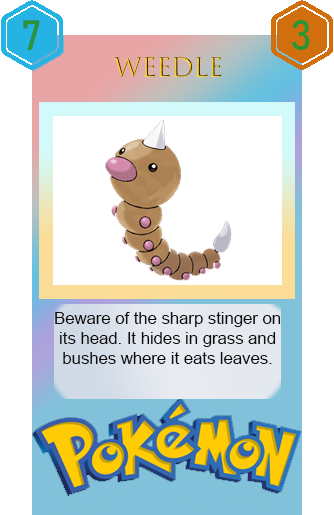 7
3
WEEDLE
Beware of the sharp stinger on
its head. It hides in grass and
bushes where it eats leaves.
POKéMON